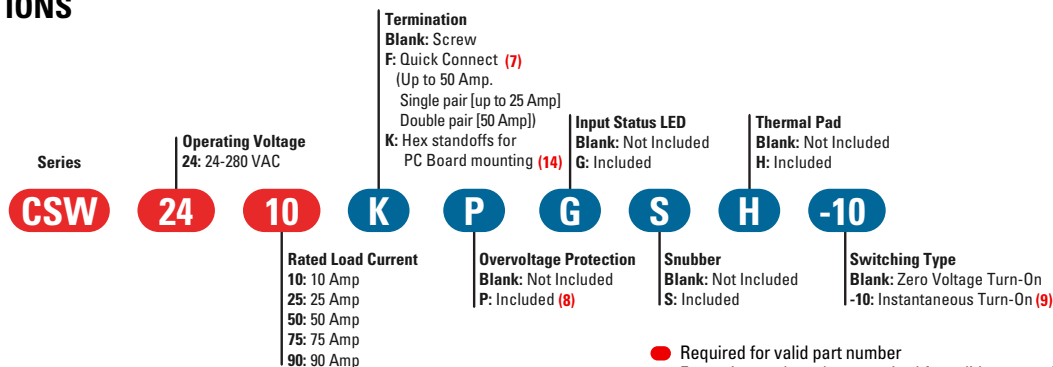 IONS
Termination
Blank: Screw
F: Quick Connect (7)
(Up to 50 Amp.
Single pair [up to 25 Amp]
Double pair [50 Amp])
K: Hex standoffs for
PC Board mounting (14)
Input Status LED
Blank: Not Included
G: Included
Thermal Pad
Blank: Not Included
H: Included
Operating Voltage
24: 24-280 VAC
Series
CSW 24 10 K P G S H -10
Rated Load Current
10: 10 Amp
25: 25 Amp
50: 50 Amp
75: 75 Amp
90: 90 Amp
Overvoltage Protection
Blank: Not Included
P: Included (8)
Snubber
Blank: Not Included
S: Included
Switching Type
Blank: Zero Voltage Turn-On
-10: Instantaneous Turn-On (9)
Required for valid part number